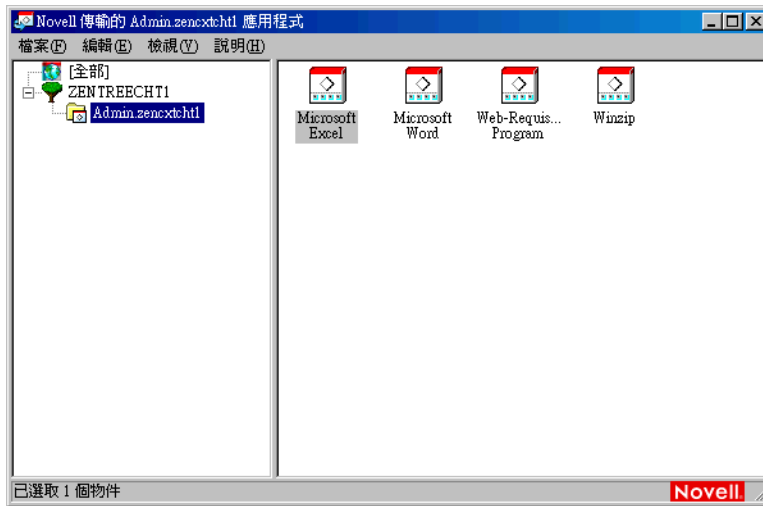 Novell 傳輸的 Admin.zencxtcht1 應用程式
檔案(F) 編輯(E) 檢視(V) 說明(H)
[全部]
ZENTREECHT1
Admin.zencxtcht1
Microsoft
Excel
Microsoft
Word
Web-Requis...
Program
Winzip
已選取 1 個物件
Novell.